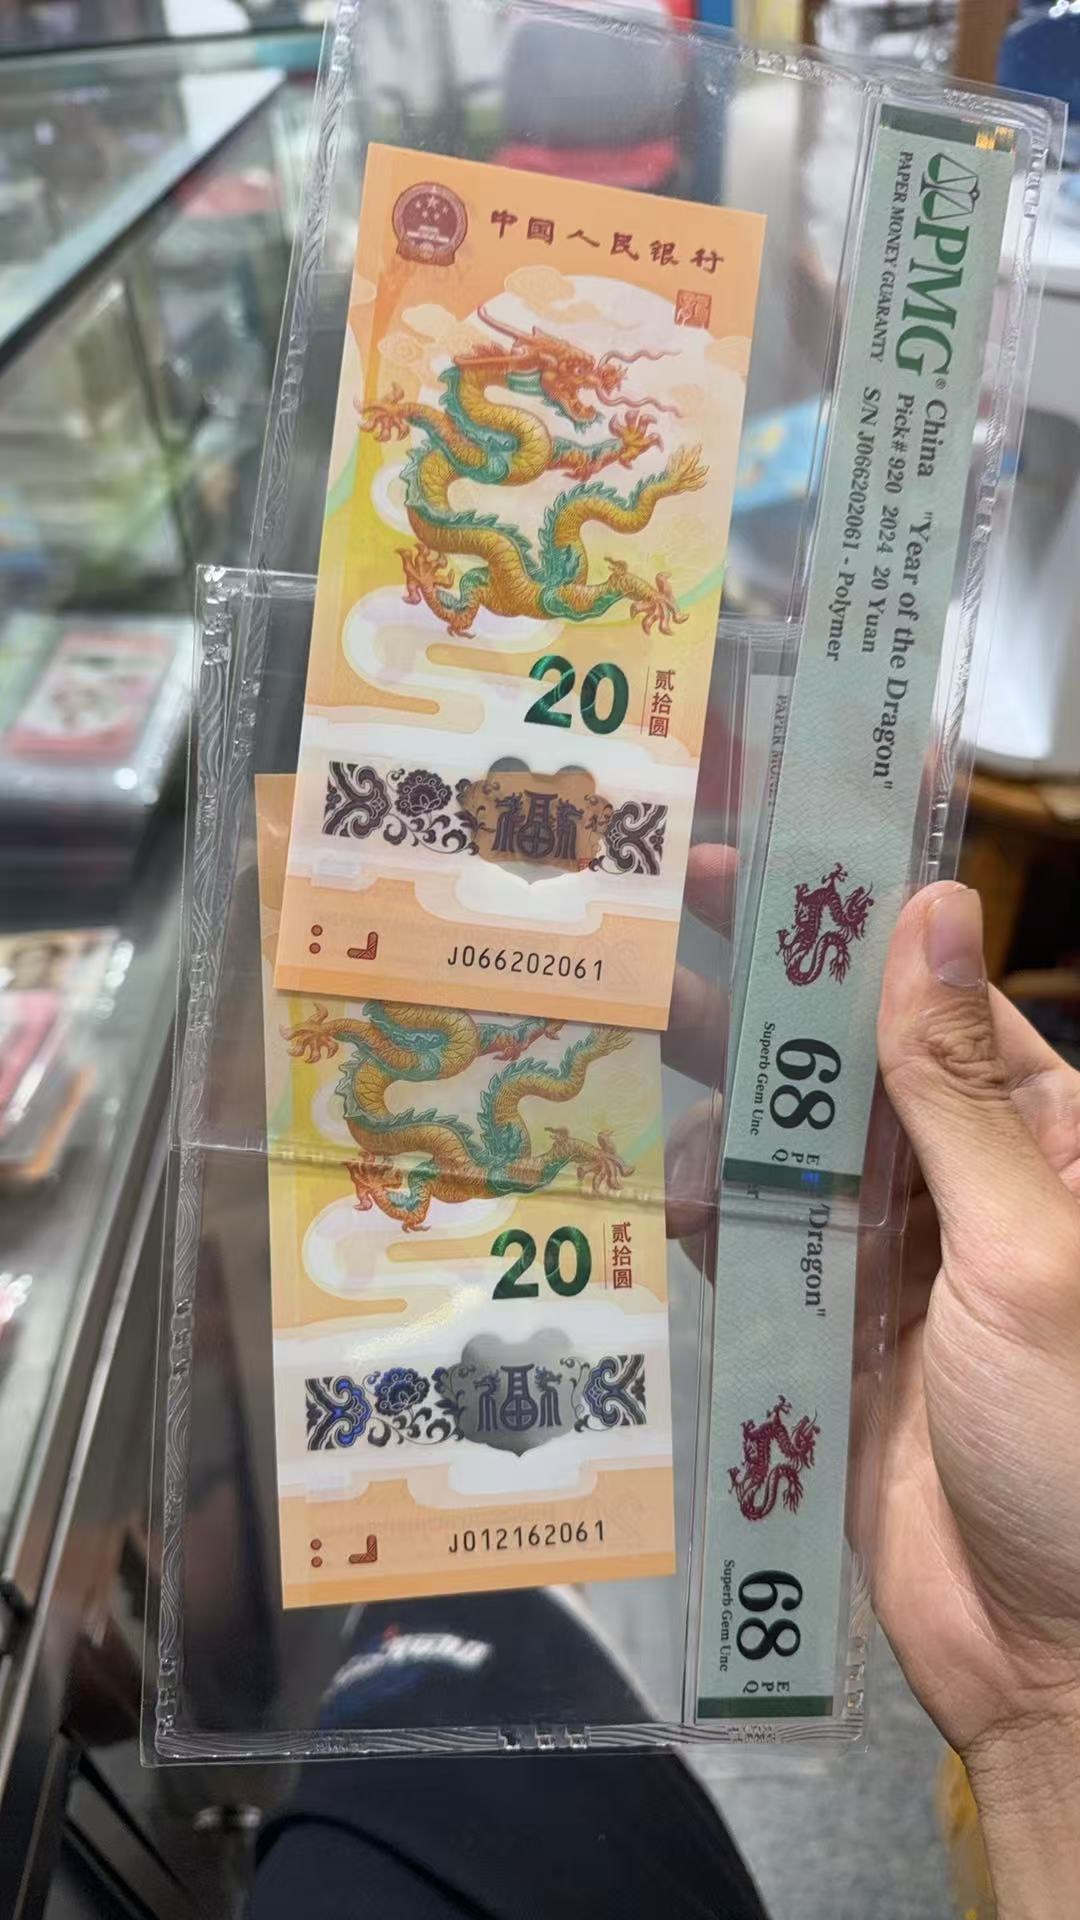 中国人民银行
20
贰拾圆
福
J066202061
20
贰拾圆
福
J012162061
PMG®
PAPER MONEY GUARANTY
China "Year of the Dragon"
Pick# 920 2024 20 Yuan
S/N J066202061 - Polymer
68 EPQ
Superb Gem Unc
PAPER MON
Dragon"
68 EPQ
Superb Gem Unc